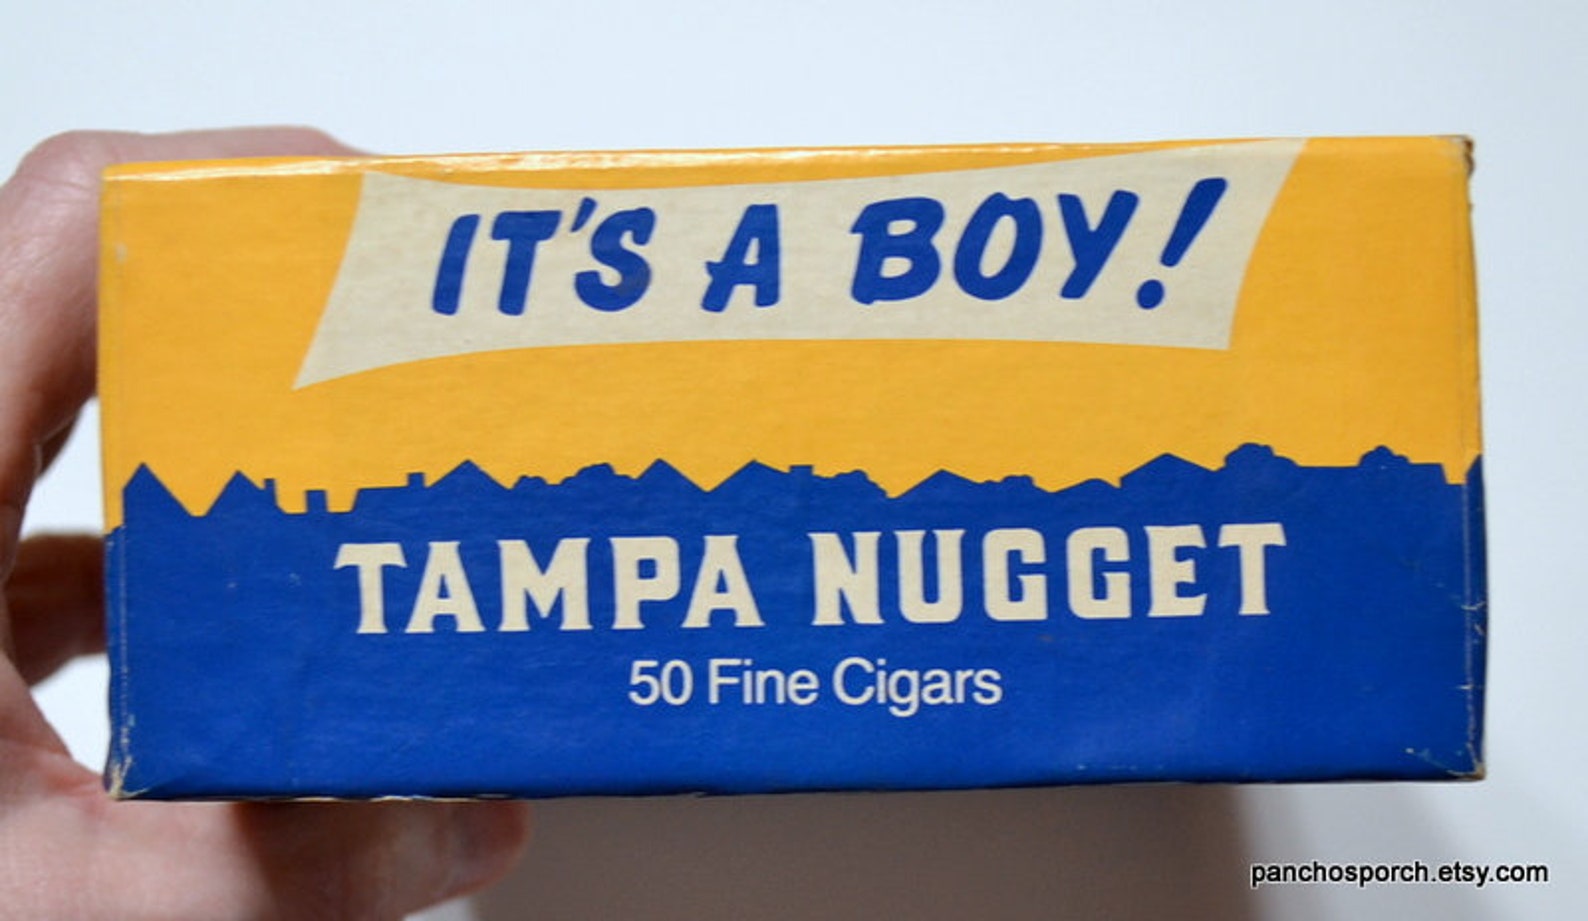 IT'S A BOY!
TAMPA NUGGET
50 Fine Cigars
panchosporch.etsy.com